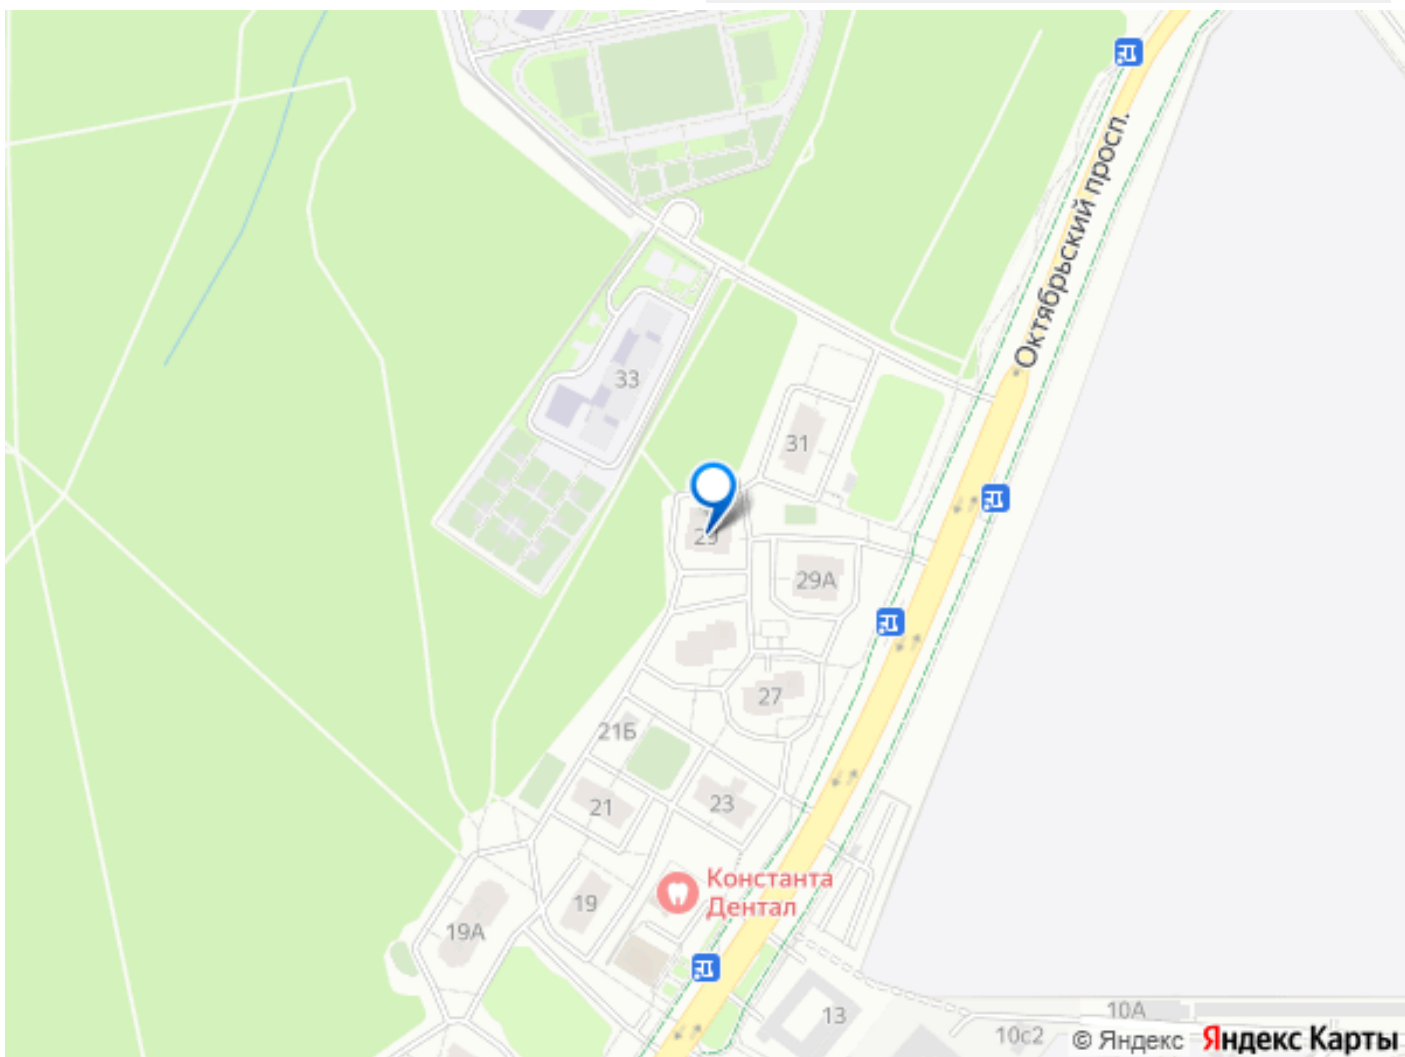 Октябрьский просп.
33
31
29
29А
27
21Б
21
23
Константа
Дентал
19
19А
13
10А
10с2
© Яндекс
Яндекс Карты